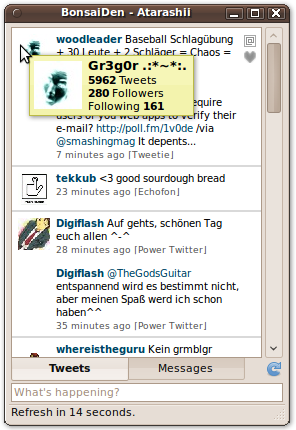 BonsaiDen - Atarashii
woodleader Baseball Schlagübung
+ 30 Leute + 2 Schläger = Chaos =
Gr3g0r .:*~*:.
5962 Tweets
280 Followers
Following 161
equire
users of you web apps to verify their
e-mail? http://poll.fm/1v0de /via
@smashingmag It depents...
7 minutes ago [Tweetie]
tekkub <3 good sourdough bread
23 minutes ago [Echofon]
Digiflash Auf gehts, schönen Tag
euch allen ^-^
28 minutes ago [Power Twitter]
Digiflash @TheGodsGuitar
entspannend wird es bestimmt nicht,
aber meinen Spaß werd ich schon
haben^^
35 minutes ago [Power Twitter]
whereistheguru Kein grmblgr
Tweets Messages
What's happening?
Refresh in 14 seconds.